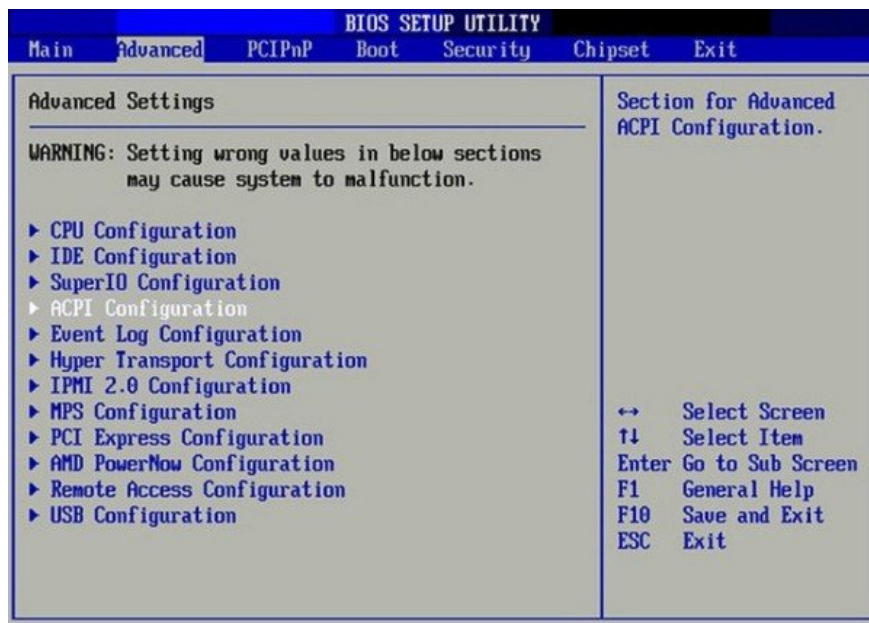 BIOS SETUP UTILITY
Main Advanced PCIPnP Boot Security Chipset Exit
Advanced Settings
WARNING: Setting wrong values in below sections
may cause system to malfunction.
▶ CPU Configuration
▶ IDE Configuration
▶ SuperIO Configuration
▶ ACPI Configuration
▶ Event Log Configuration
▶ Hyper Transport Configuration
▶ IPMI 2.0 Configuration
▶ MPS Configuration
▶ PCI Express Configuration
▶ AMD PowerNow Configuration
▶ Remote Access Configuration
▶ USB Configuration
Section for Advanced
ACPI Configuration.
↔ Select Screen
↑↓ Select Item
Enter Go to Sub Screen
F1 General Help
F10 Save and Exit
ESC Exit